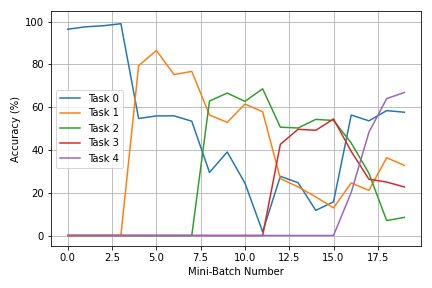 100
80
60
40
20
0
Accuracy (%)
Task 0
Task 1
Task 2
Task 3
Task 4
0.0 2.5 5.0 7.5 10.0 12.5 15.0 17.5
Mini-Batch Number